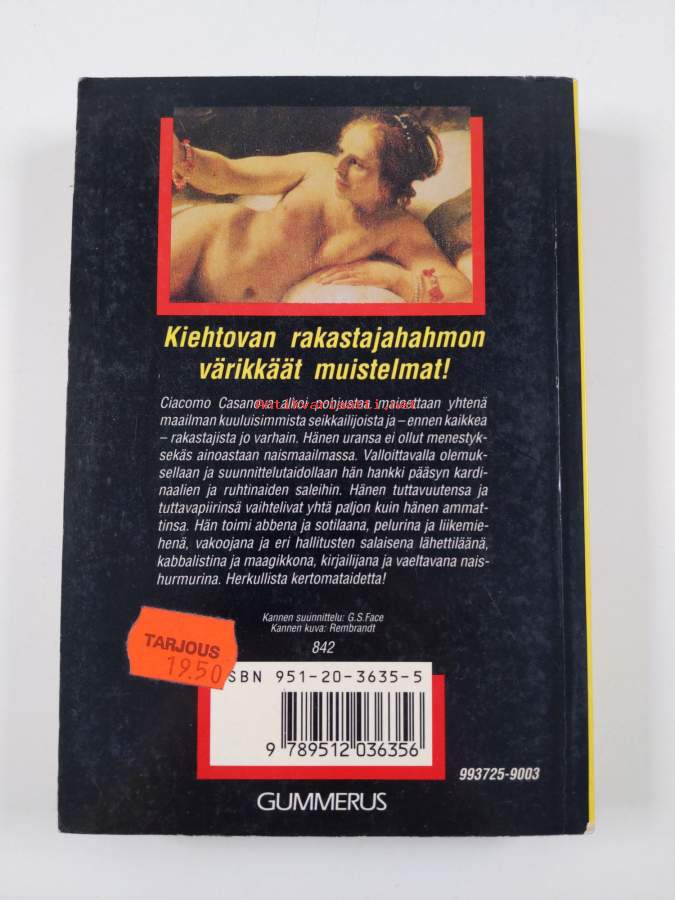 Kiehtovan rakastajahahmon
värikkäät muistelmat!
Ciacomo Casanova alkoi pohjustaa mainettaan yhtenä
maailman kuuluisimmista seikkailijoista ja – ennen kaikkea
– rakastajista jo varhain. Hänen uransa ei ollut menestyk-
sekäs ainoastaan naismaailmassa. Valloittavalla olemuk-
sellaan ja suunnittelutaidollaan hän hankki pääsyn kardi-
naalien ja ruhtinaiden saleihin. Hänen tuttavuutensa ja
tuttavapiirinsä vaihtelivat yhtä paljon kuin hänen ammat-
tinsa. Hän toimi abbena ja sotilaana, pelurina ja liikemie-
henä, vakoojana ja eri hallitusten salaisena lähettiläänä,
kabbalistina ja maagikkona, kirjailijana ja vaeltavana nais-
hurmurina. Herkullista kertomataidetta!
Kannen suunnittelu: G.S.Face
Kannen kuva: Rembrandt
842
TARJOUS
19.50
SBN 951-20-3635-5
9 789512 036356
993725-9003
GUMMERUS